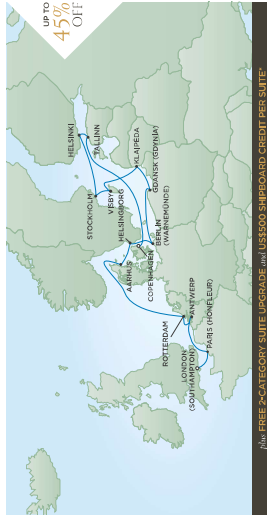 UP TO
45%
OFF
HELSINKI
TALLINN
STOCKHOLM
VISBY
KLAIPEDA
HELSINGBORG
GDANSK (GDYNIA)
AARHUS
COPENHAGEN
BERLIN
(WARNEMÜNDE)
ROTTERDAM
ANTWERP
LONDON
(SOUTHAMPTON)
PARIS (HONFLEUR)
plus FREE 2-CATEGORY SUITE UPGRADE and US$500 SHIPBOARD CREDIT PER SUITE*